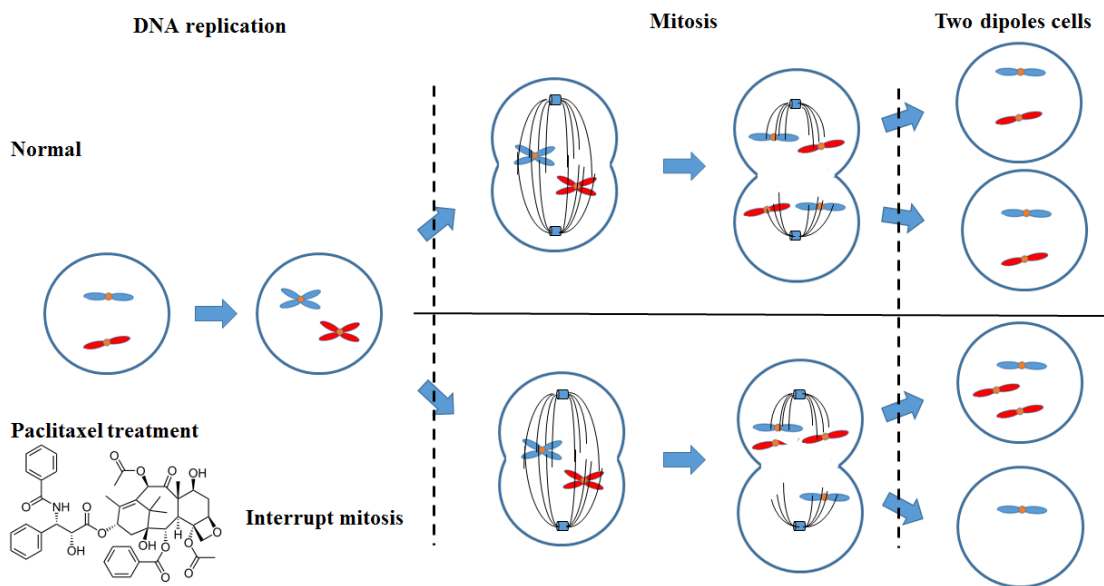 DNA replication
Mitosis
Two dipoles cells
Normal
Paclitaxel treatment
Interrupt mitosis
O
O
O
OH
O
NH
O
O
O
OH
OH
H
O
O
O
O
O